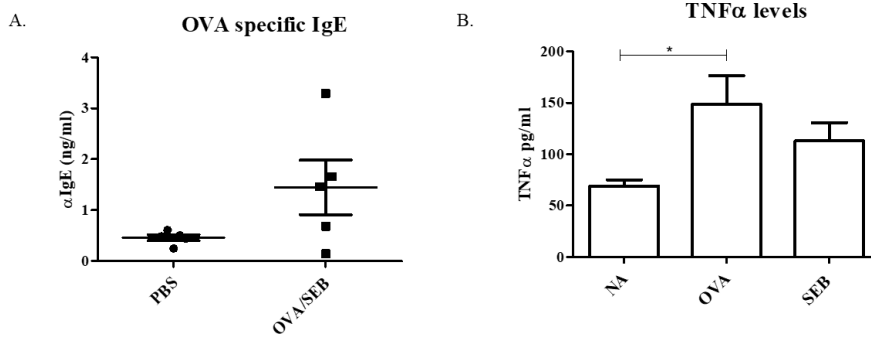 A.
OVA specific IgE
4
3
2
1
0
αIgE (ng/ml)
PBS
OVA/SEB
B.
TNFα levels
200
150
100
50
0
TNFα pg/ml
*
NA
OVA
SEB